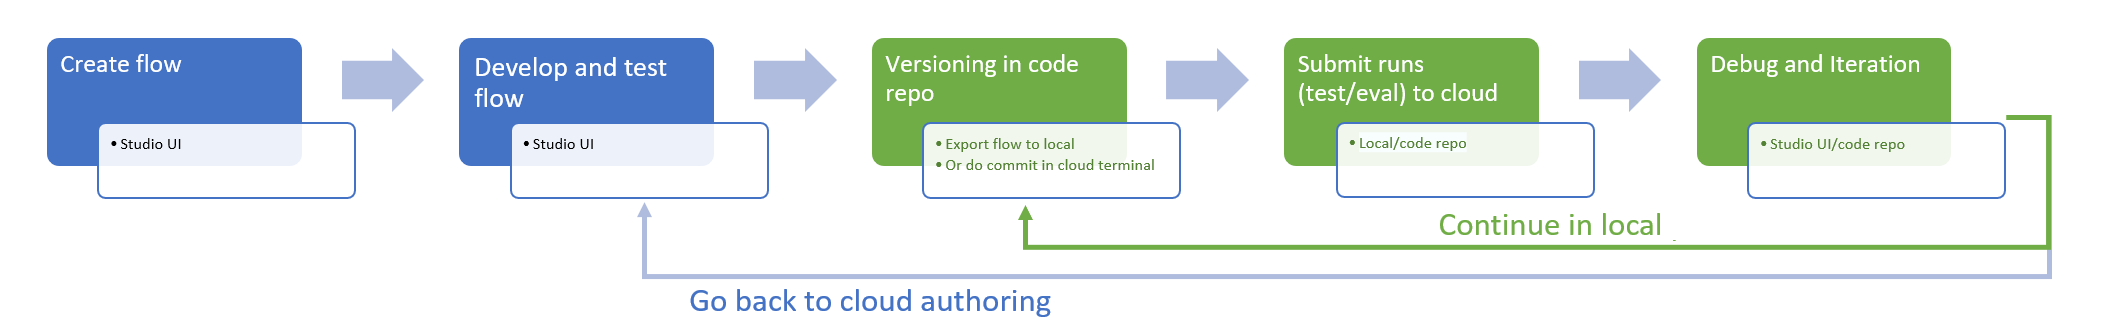 Create flow
• Studio UI
Develop and test
flow
• Studio UI
Versioning in code
repo
• Export flow to local
• Or do commit in cloud terminal
Submit runs
(test/eval) to cloud
• Local/code repo
Debug and Iteration
• Studio UI/code repo
Continue in local
Go back to cloud authoring